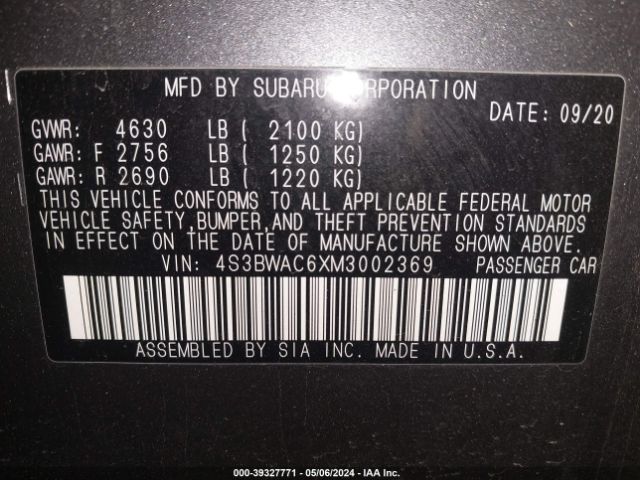 MFD BY SUBARU CORPORATION
DATE: 09/20
GVWR: 4630 LB ( 2100 KG)
GAWR: F 2756 LB ( 1250 KG)
GAWR: R 2690 LB ( 1220 KG)
THIS VEHICLE CONFORMS TO ALL APPLICABLE FEDERAL MOTOR
VEHICLE SAFETY,BUMPER,AND THEFT PREVENTION STANDARDS
IN EFFECT ON THE DATE OF MANUFACTURE SHOWN ABOVE.
VIN: 4S3BWAC6XM3002369 PASSENGER CAR
ASSEMBLED BY SIA INC. MADE IN U.S.A.
000-39327771 - 05/06/2024 - IAA Inc.